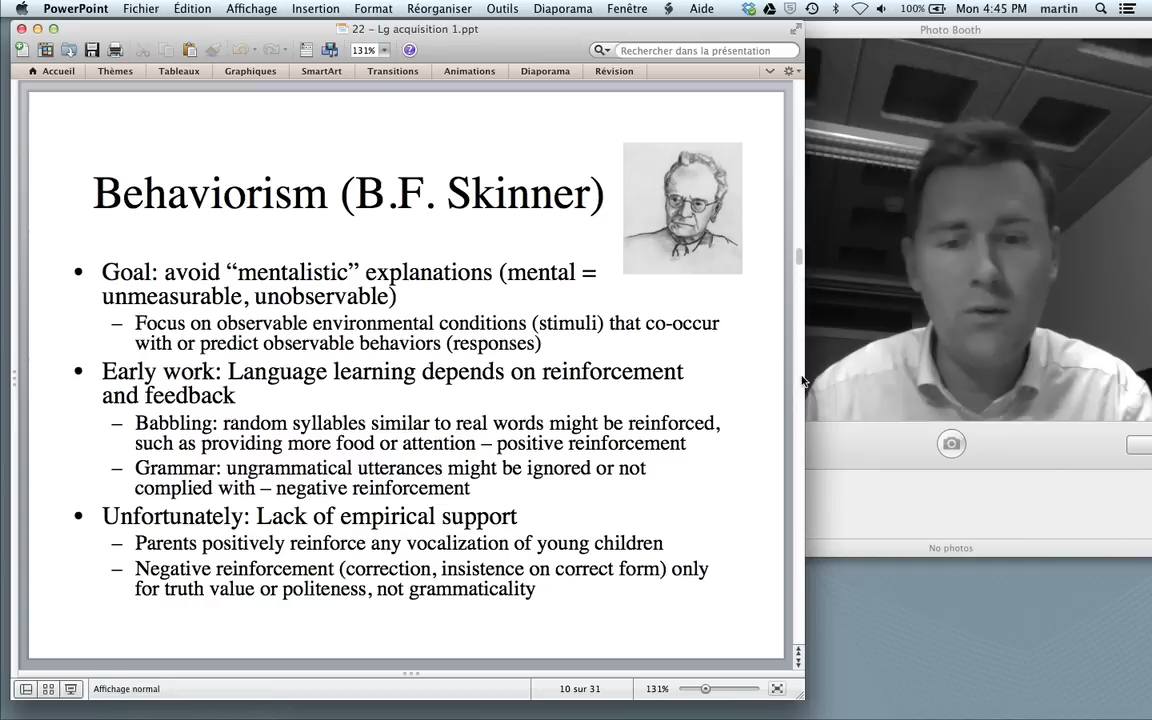 PowerPoint Fichier Édition Affichage Insertion Format Réorganiser Outils Diaporama Fenêtre Aide 100% Mon 4:45 PM martin
22 - Lg acquisition 1.ppt
Photo Booth
131% Rechercher dans la présentation
Accueil Thèmes Tableaux Graphiques SmartArt Transitions Animations Diaporama Révision
Behaviorism (B.F. Skinner)
• Goal: avoid “mentalistic” explanations (mental =
unmeasurable, unobservable)
– Focus on observable environmental conditions (stimuli) that co-occur
with or predict observable behaviors (responses)
• Early work: Language learning depends on reinforcement
and feedback
– Babbling: random syllables similar to real words might be reinforced,
such as providing more food or attention – positive reinforcement
– Grammar: ungrammatical utterances might be ignored or not
complied with – negative reinforcement
• Unfortunately: Lack of empirical support
– Parents positively reinforce any vocalization of young children
– Negative reinforcement (correction, insistence on correct form) only
for truth value or politeness, not grammaticality
No photos
Affichage normal 10 sur 31 131%